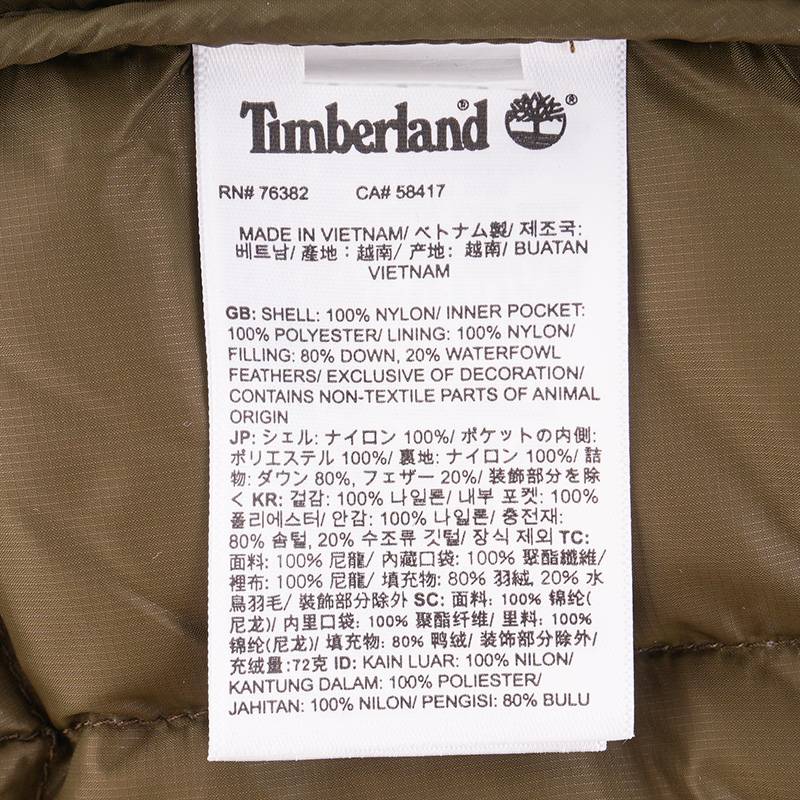 Timberland® ®
RN# 76382 CA# 58417
MADE IN VIETNAM/ ベトナム製/ 제조국:
베트남/ 產地：越南/ 产地：越南/ BUATAN
VIETNAM
GB: SHELL: 100% NYLON/ INNER POCKET:
100% POLYESTER/ LINING: 100% NYLON/
FILLING: 80% DOWN, 20% WATERFOWL
FEATHERS/ EXCLUSIVE OF DECORATION/
CONTAINS NON-TEXTILE PARTS OF ANIMAL
ORIGIN
JP: シェル: ナイロン 100%/ ポケットの内側:
ポリエステル 100%/ 裏地: ナイロン 100%/ 詰
物: ダウン 80%, フェザー 20%/ 装飾部分を除
く KR: 겉감: 100% 나일론/ 내부 포켓: 100%
폴리에스터/ 안감: 100% 나일론/ 충전재:
80% 솜털, 20% 수조류 깃털/ 장식 제외 TC:
面料: 100% 尼龍/ 內藏口袋: 100% 聚酯纖維/
裡布: 100% 尼龍/ 填充物: 80% 羽絨, 20% 水
鳥羽毛/ 裝飾部分除外 SC: 面料: 100% 锦纶(
尼龙)/ 内里口袋: 100% 聚酯纤维/ 里料: 100%
锦纶(尼龙)/ 填充物: 80% 鸭绒/ 装饰部分除外/
充绒量:72克 ID: KAIN LUAR: 100% NILON/
KANTUNG DALAM: 100% POLIESTER/
JAHITAN: 100% NILON/ PENGISI: 80% BULU